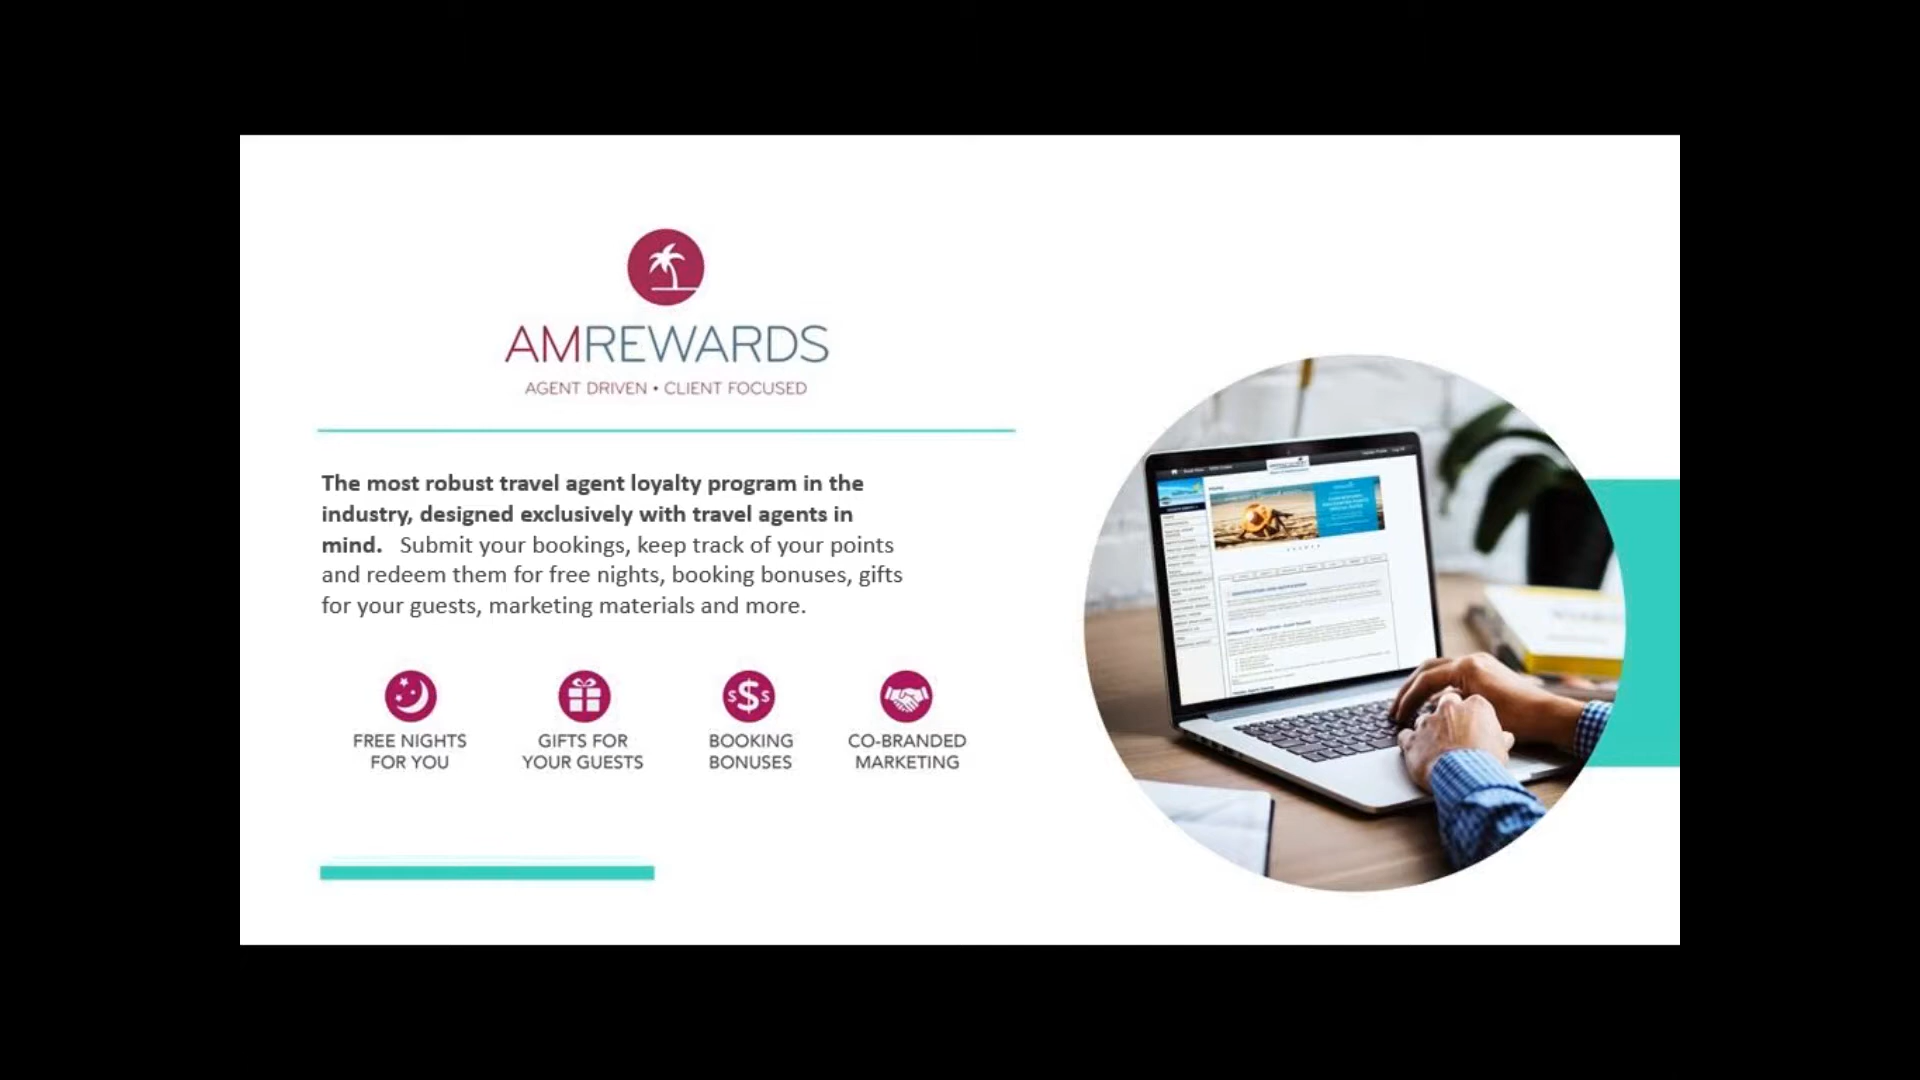 AMREWARDS
AGENT DRIVEN • CLIENT FOCUSED
The most robust travel agent loyalty program in the
industry, designed exclusively with travel agents in
mind. Submit your bookings, keep track of your points
and redeem them for free nights, booking bonuses, gifts
for your guests, marketing materials and more.
FREE NIGHTS
FOR YOU
GIFTS FOR
YOUR GUESTS
BOOKING
BONUSES
CO-BRANDED
MARKETING